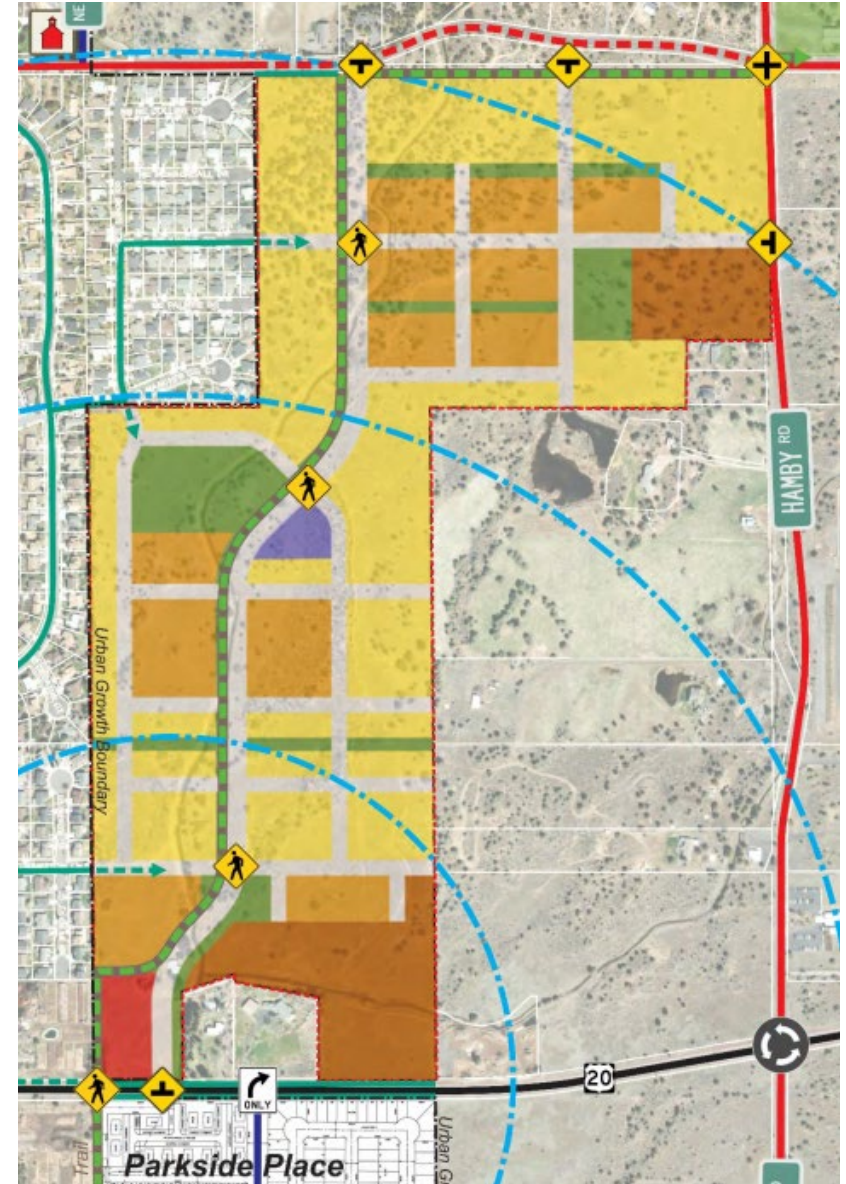 NE
HAMBY RD
Urban Growth Boundary
20
ONLY
Trail
Parkside Place
Urban G